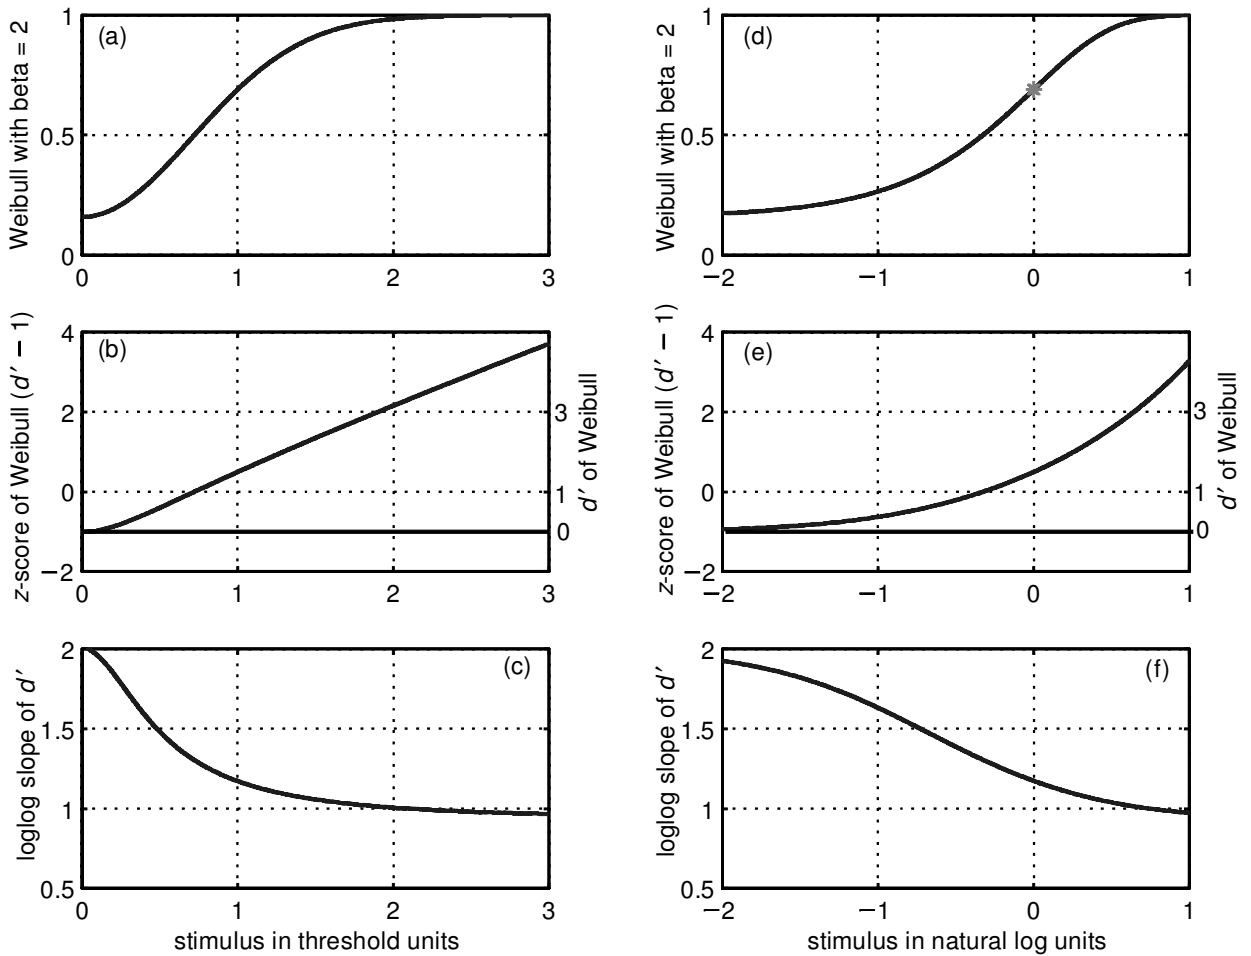 (a)
Weibull with beta = 2
1
0.5
0
0 1 2 3
(d)
Weibull with beta = 2
1
0.5
0
−2 −1 0 1
(b)
z-score of Weibull (d′ − 1)
4
2
0
−2
0 1 2 3
3
1
0
d′ of Weibull
(e)
z-score of Weibull (d′ − 1)
4
2
0
−2
−2 −1 0 1
3
1
0
d′ of Weibull
(c)
loglog slope of d′
2
1.5
1
0.5
0 1 2 3
stimulus in threshold units
(f)
loglog slope of d′
2
1.5
1
0.5
−2 −1 0 1
stimulus in natural log units